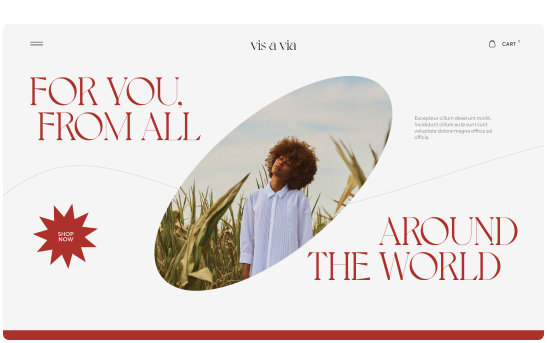 vis a via
CART 0
FOR YOU,
FROM ALL
Excepteur cillum deserunt mollit.
Incididunt cillum aute sunt sunt
voluptate dolore magna officia ad
officia.
SHOP
NOW
AROUND
THE WORLD